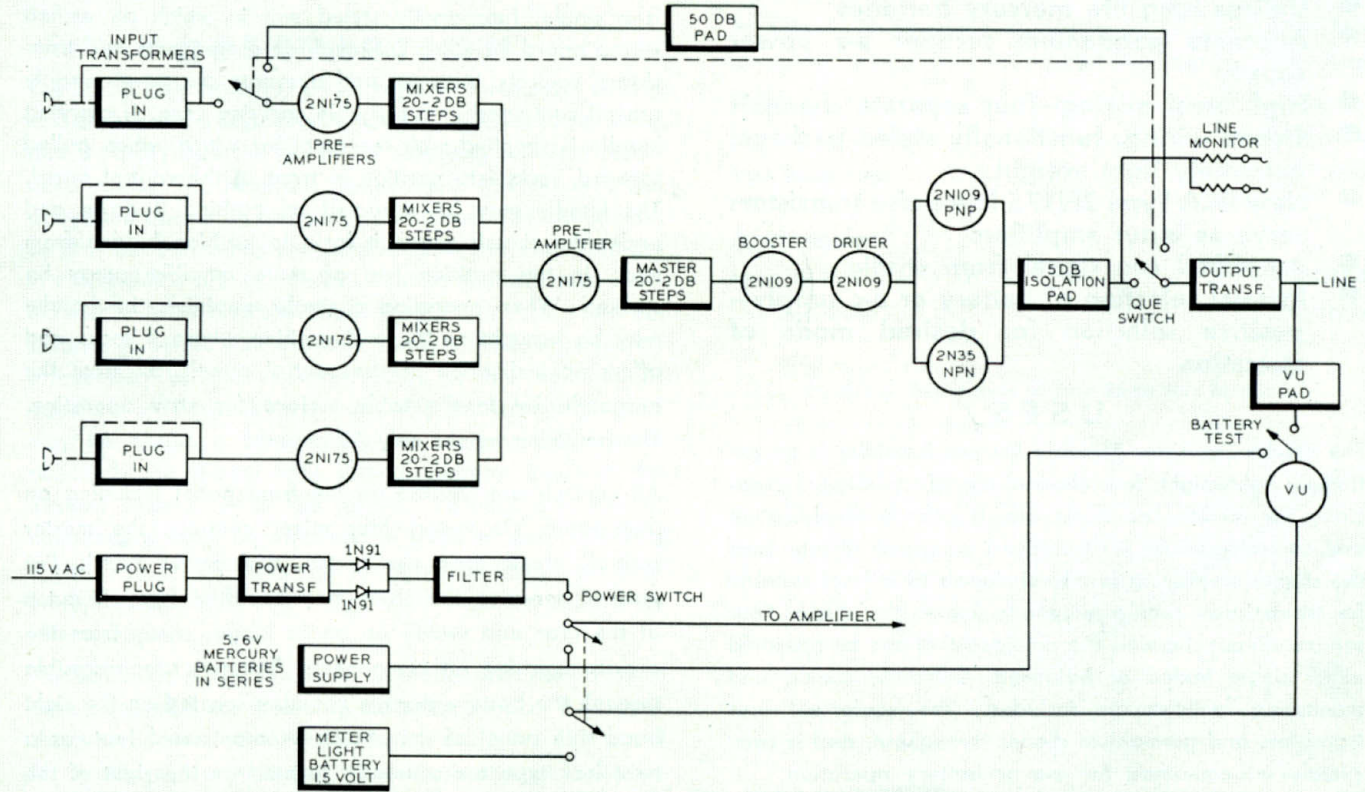 50 DB
PAD
INPUT
TRANSFORMERS
PLUG
IN
2N175
MIXERS
20-2 DB
STEPS
PRE-
AMPLIFIERS
LINE
MONITOR
PLUG
IN
2N175
MIXERS
20-2 DB
STEPS
PRE-
AMPLIFIER
2N175
MASTER
20-2 DB
STEPS
BOOSTER
2N109
DRIVER
2N109
2N109
PNP
2N35
NPN
5 DB
ISOLATION
PAD
CUE
SWITCH
OUTPUT
TRANSF.
LINE
PLUG
IN
2N175
MIXERS
20-2 DB
STEPS
VU
PAD
BATTERY
TEST
VU
PLUG
IN
2N175
MIXERS
20-2 DB
STEPS
115 V. A C
POWER
PLUG
POWER
TRANSF.
1N91
1N91
FILTER
POWER SWITCH
TO AMPLIFIER
5-6V
MERCURY
BATTERIES
IN SERIES
POWER
SUPPLY
METER
LIGHT
BATTERY
1.5 VOLT